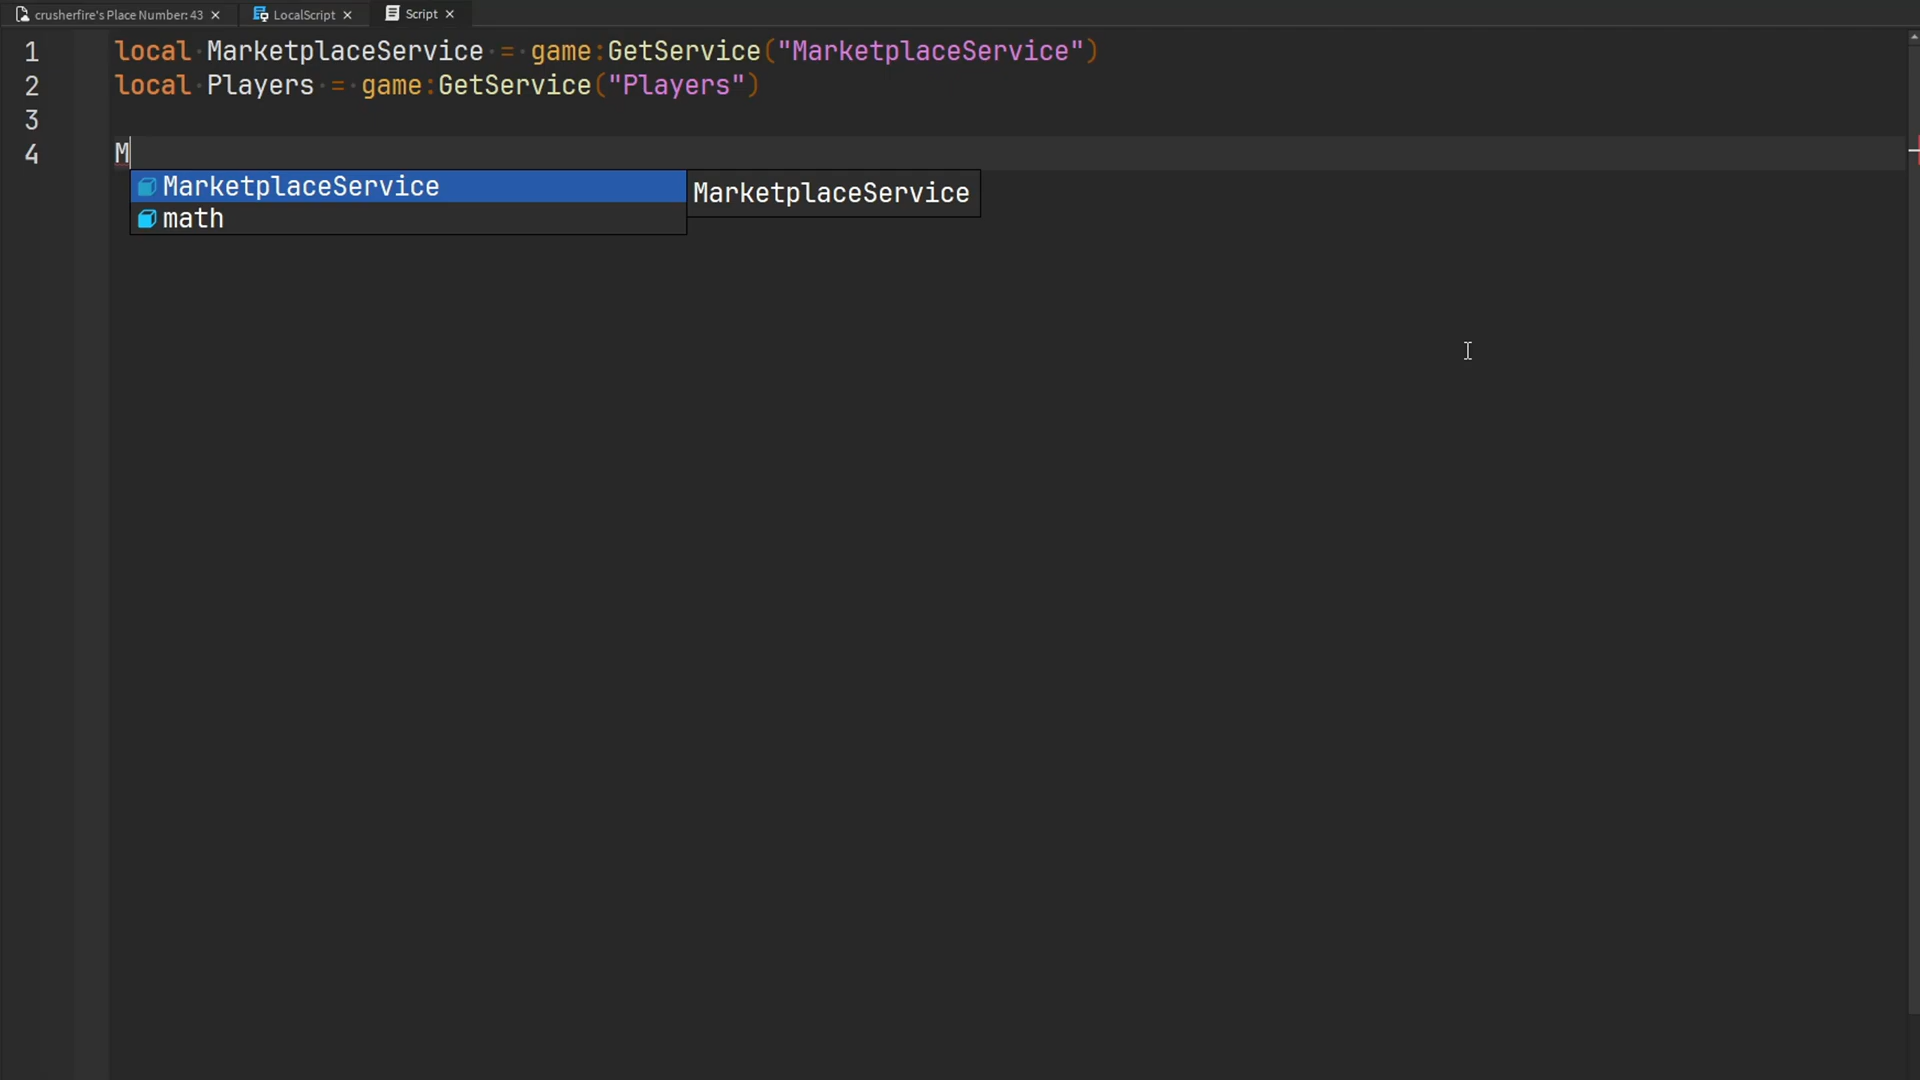 crusherfire's Place Number: 43
LocalScript
Script
1 local MarketplaceService = game:GetService("MarketplaceService")
2 local Players = game:GetService("Players")
3
4 M
MarketplaceService
MarketplaceService
math